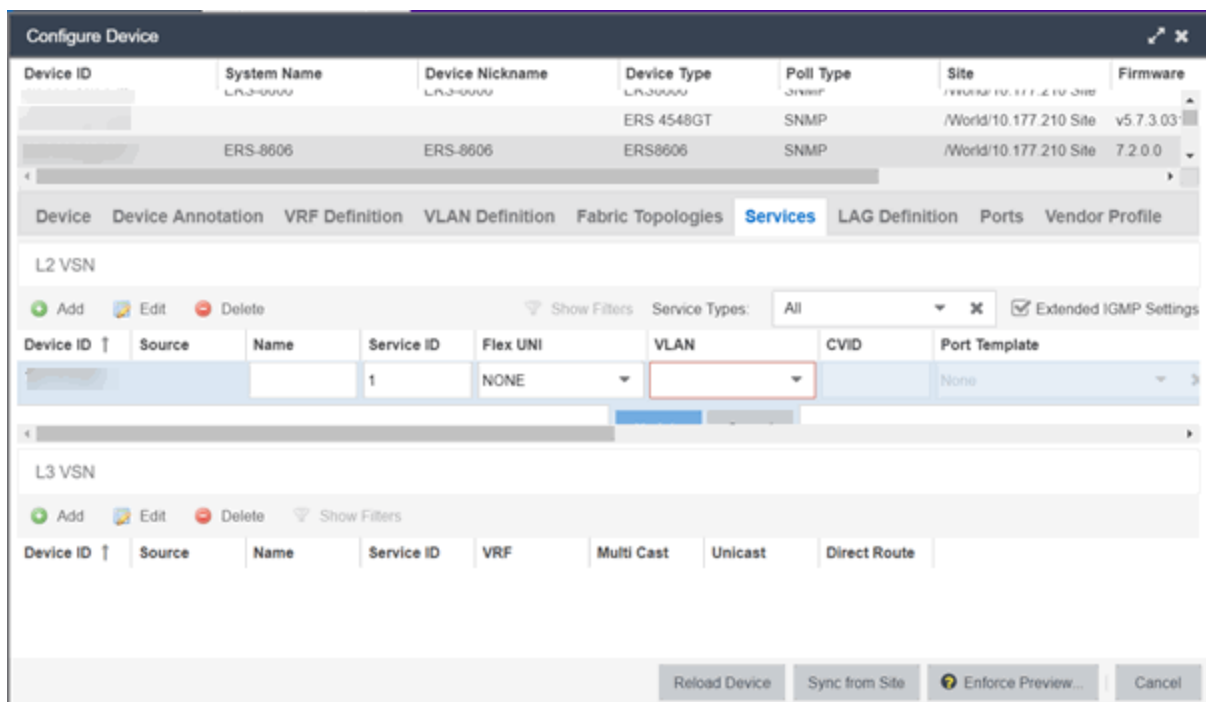 Configure Device
Device ID System Name Device Nickname Device Type Poll Type Site Firmware
ERS 4548GT SNMP /World/10.177.210 Site
ERS-8606 ERS-8606 ERS8606 SNMP /World/10.177.210 Site 7.2.0.0
Device Device Annotation VRF Definition VLAN Definition Fabric Topologies Services LAG Definition Ports Vendor Profile
L2 VSN
Add Edit Delete Show Filters Service Types: All Extended IGMP Settings
Device ID Source Name Service ID Flex UNI VLAN CVID Port Template
1 NONE None
L3 VSN
Add Edit Delete Show Filters
Device ID Source Name Service ID VRF Multi Cast Unicast Direct Route
Reload Device Sync from Site Enforce Preview... Cancel